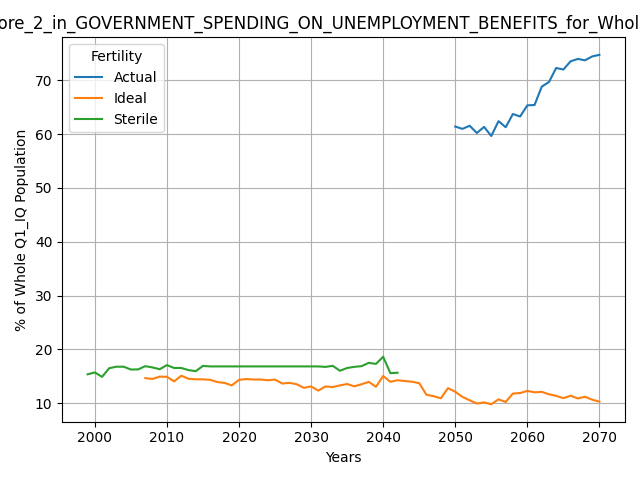 ore_2_in_GOVERNMENT_SPENDING_ON_UNEMPLOYMENT_BENEFITS_for_Whol
Fertility
Actual
Ideal
Sterile
% of Whole Q1_IQ Population
70
60
50
40
30
20
10
2000 2010 2020 2030 2040 2050 2060 2070
Years